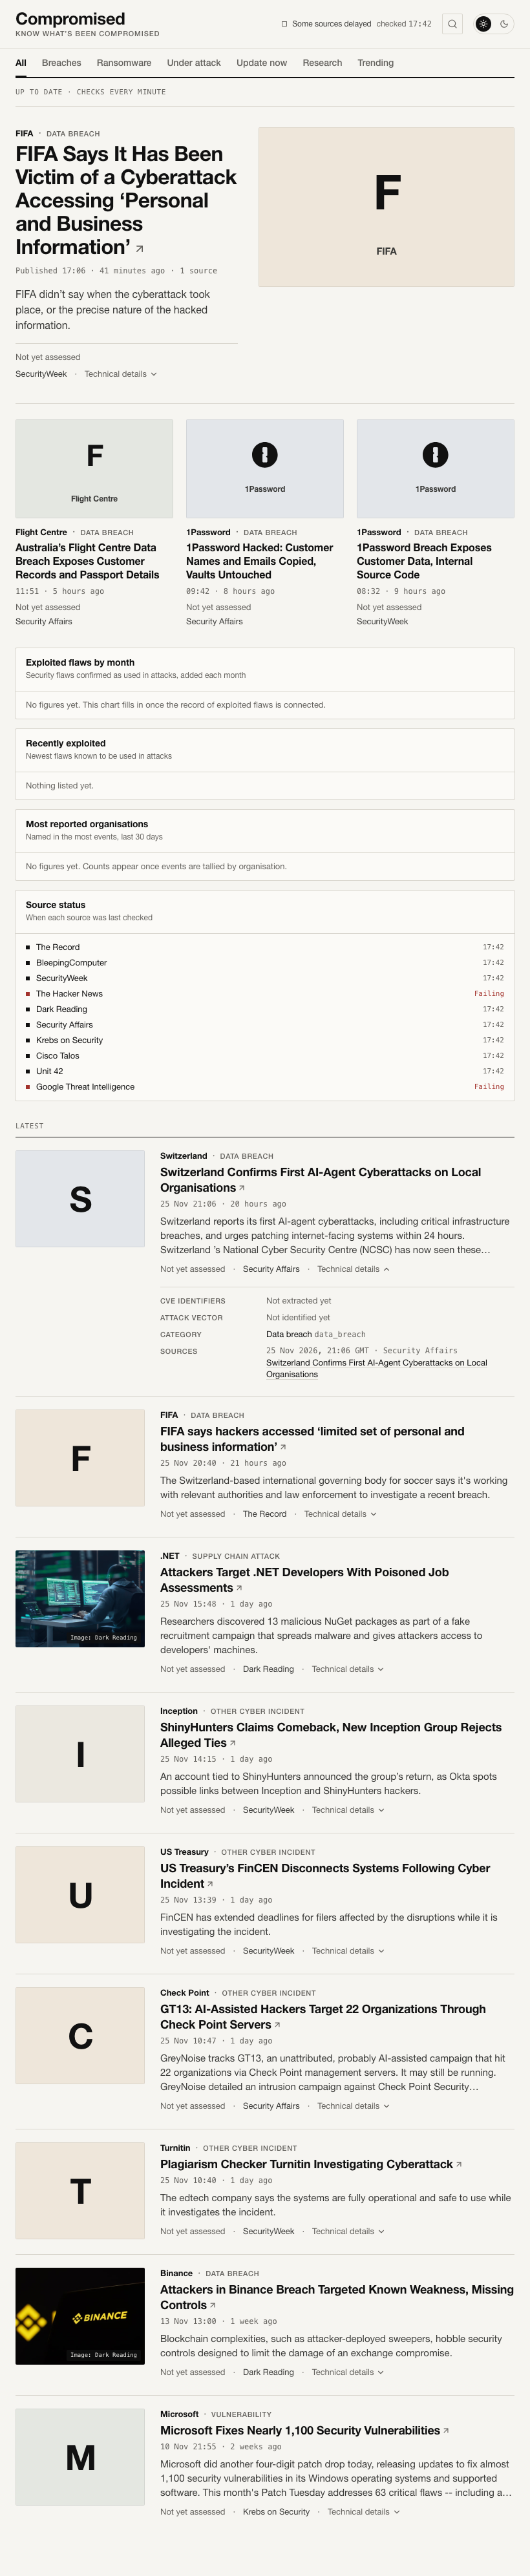 Compromised
KNOW WHAT'S BEEN COMPROMISED
Some sources delayed checked 17:42
All Breaches Ransomware Under attack Update now Research Trending
UP TO DATE · CHECKS EVERY MINUTE
FIFA · DATA BREACH
FIFA Says It Has Been
Victim of a Cyberattack
Accessing ‘Personal
and Business
Information’
Published 17:06 · 41 minutes ago · 1 source
FIFA didn’t say when the cyberattack took
place, or the precise nature of the hacked
information.
Not yet assessed
SecurityWeek · Technical details
F
FIFA
F
Flight Centre
Flight Centre · DATA BREACH
Australia’s Flight Centre Data
Breach Exposes Customer
Records and Passport Details
11:51 · 5 hours ago
Not yet assessed
Security Affairs
1Password
1Password · DATA BREACH
1Password Hacked: Customer
Names and Emails Copied,
Vaults Untouched
09:42 · 8 hours ago
Not yet assessed
Security Affairs
1Password
1Password · DATA BREACH
1Password Breach Exposes
Customer Data, Internal
Source Code
08:32 · 9 hours ago
Not yet assessed
SecurityWeek
Exploited flaws by month
Security flaws confirmed as used in attacks, added each month
No figures yet. This chart fills in once the record of exploited flaws is connected.
Recently exploited
Newest flaws known to be used in attacks
Nothing listed yet.
Most reported organisations
Named in the most events, last 30 days
No figures yet. Counts appear once events are tallied by organisation.
Source status
When each source was last checked
The Record 17:42
BleepingComputer 17:42
SecurityWeek 17:42
The Hacker News Failing
Dark Reading 17:42
Security Affairs 17:42
Krebs on Security 17:42
Cisco Talos 17:42
Unit 42 17:42
Google Threat Intelligence Failing
LATEST
S
Switzerland · DATA BREACH
Switzerland Confirms First AI-Agent Cyberattacks on Local
Organisations
25 Nov 21:06 · 20 hours ago
Switzerland reports its first AI-agent cyberattacks, including critical infrastructure
breaches, and urges patching internet-facing systems within 24 hours.
Switzerland ’s National Cyber Security Centre (NCSC) has now seen these…
Not yet assessed · Security Affairs · Technical details
CVE IDENTIFIERS Not extracted yet
ATTACK VECTOR Not identified yet
CATEGORY Data breach data_breach
SOURCES 25 Nov 2026, 21:06 GMT · Security Affairs
Switzerland Confirms First AI-Agent Cyberattacks on Local
Organisations
F
FIFA · DATA BREACH
FIFA says hackers accessed ‘limited set of personal and
business information’
25 Nov 20:40 · 21 hours ago
The Switzerland-based international governing body for soccer says it's working
with relevant authorities and law enforcement to investigate a recent breach.
Not yet assessed · The Record · Technical details
Image: Dark Reading
.NET · SUPPLY CHAIN ATTACK
Attackers Target .NET Developers With Poisoned Job
Assessments
25 Nov 15:48 · 1 day ago
Researchers discovered 13 malicious NuGet packages as part of a fake
recruitment campaign that spreads malware and gives attackers access to
developers' machines.
Not yet assessed · Dark Reading · Technical details
I
Inception · OTHER CYBER INCIDENT
ShinyHunters Claims Comeback, New Inception Group Rejects
Alleged Ties
25 Nov 14:15 · 1 day ago
An account tied to ShinyHunters announced the group’s return, as Okta spots
possible links between Inception and ShinyHunters hackers.
Not yet assessed · SecurityWeek · Technical details
U
US Treasury · OTHER CYBER INCIDENT
US Treasury’s FinCEN Disconnects Systems Following Cyber
Incident
25 Nov 13:39 · 1 day ago
FinCEN has extended deadlines for filers affected by the disruptions while it is
investigating the incident.
Not yet assessed · SecurityWeek · Technical details
C
Check Point · OTHER CYBER INCIDENT
GT13: AI-Assisted Hackers Target 22 Organizations Through
Check Point Servers
25 Nov 10:47 · 1 day ago
GreyNoise tracks GT13, an unattributed, probably AI-assisted campaign that hit
22 organizations via Check Point management servers. It may still be running.
GreyNoise detailed an intrusion campaign against Check Point Security…
Not yet assessed · Security Affairs · Technical details
T
Turnitin · OTHER CYBER INCIDENT
Plagiarism Checker Turnitin Investigating Cyberattack
25 Nov 10:40 · 1 day ago
The edtech company says the systems are fully operational and safe to use while
it investigates the incident.
Not yet assessed · SecurityWeek · Technical details
BINANCE
Image: Dark Reading
Binance · DATA BREACH
Attackers in Binance Breach Targeted Known Weakness, Missing
Controls
13 Nov 13:00 · 1 week ago
Blockchain complexities, such as attacker-deployed sweepers, hobble security
controls designed to limit the damage of an exchange compromise.
Not yet assessed · Dark Reading · Technical details
M
Microsoft · VULNERABILITY
Microsoft Fixes Nearly 1,100 Security Vulnerabilities
10 Nov 21:55 · 2 weeks ago
Microsoft did another four-digit patch drop today, releasing updates to fix almost
1,100 security vulnerabilities in its Windows operating systems and supported
software. This month's Patch Tuesday addresses 63 critical flaws -- including a…
Not yet assessed · Krebs on Security · Technical details